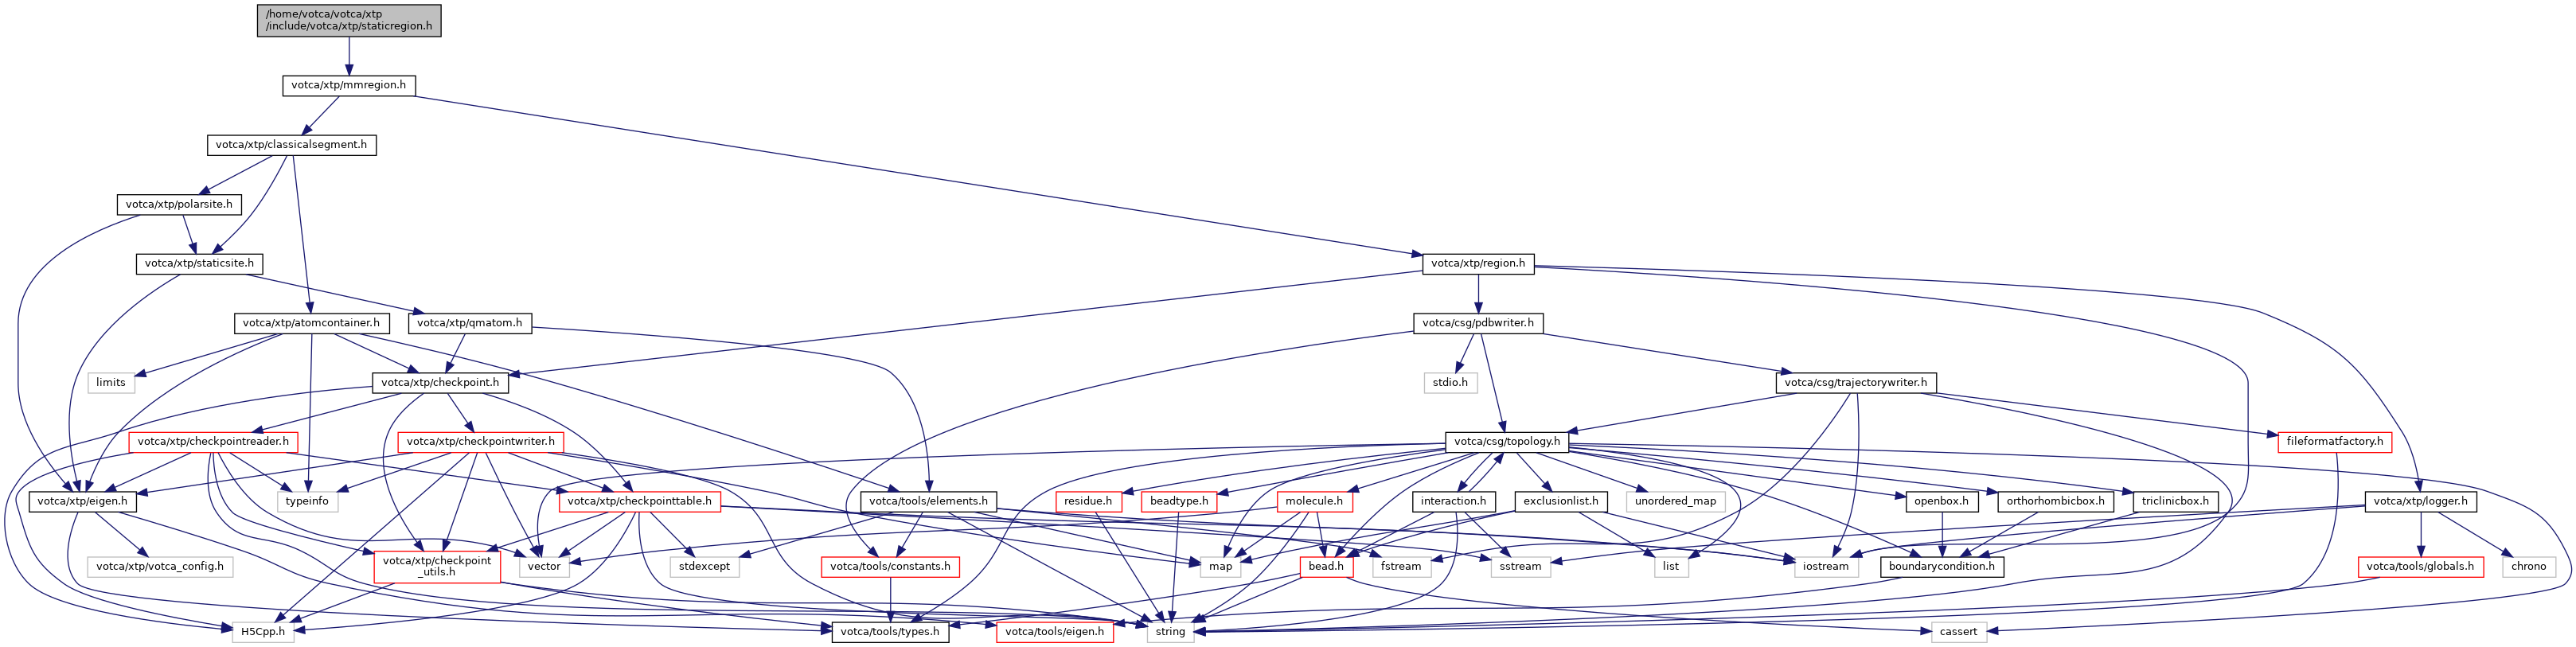 /home/votca/votca/xtp
/include/votca/xtp/staticregion.h
votca/xtp/mmregion.h
votca/xtp/classicalsegment.h
votca/xtp/polarsite.h
votca/xtp/staticsite.h
votca/xtp/region.h
votca/xtp/atomcontainer.h
votca/xtp/qmatom.h
votca/csg/pdbwriter.h
limits
votca/xtp/checkpoint.h
stdio.h
votca/csg/trajectorywriter.h
votca/xtp/checkpointreader.h
votca/xtp/checkpointwriter.h
votca/csg/topology.h
fileformatfactory.h
votca/xtp/eigen.h
typeinfo
votca/xtp/checkpointtable.h
votca/tools/elements.h
residue.h
beadtype.h
molecule.h
interaction.h
exclusionlist.h
unordered_map
openbox.h
orthorhombicbox.h
triclinicbox.h
votca/xtp/logger.h
votca/xtp/votca_config.h
votca/xtp/checkpoint
_utils.h
vector
stdexcept
votca/tools/constants.h
map
bead.h
fstream
sstream
list
iostream
boundarycondition.h
votca/tools/globals.h
chrono
H5Cpp.h
votca/tools/types.h
votca/tools/eigen.h
string
cassert